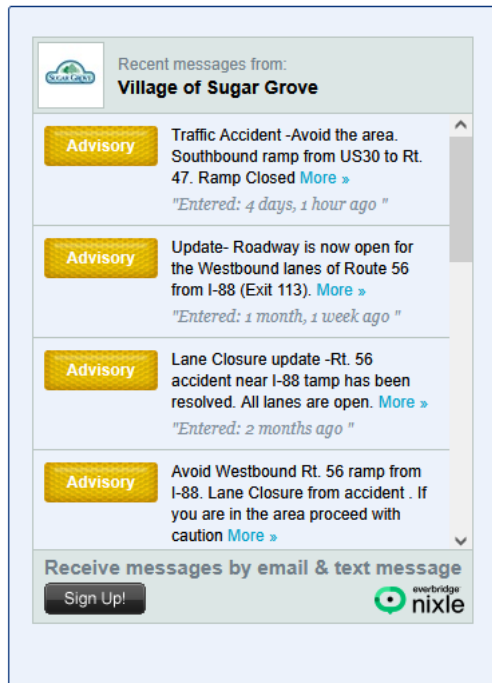 SUGAR GROVE
Recent messages from:
Village of Sugar Grove
Advisory
Traffic Accident -Avoid the area.
Southbound ramp from US30 to Rt.
47. Ramp Closed More »
"Entered: 4 days, 1 hour ago "
Advisory
Update- Roadway is now open for
the Westbound lanes of Route 56
from I-88 (Exit 113). More »
"Entered: 1 month, 1 week ago "
Advisory
Lane Closure update -Rt. 56
accident near I-88 tamp has been
resolved. All lanes are open. More »
"Entered: 2 months ago "
Advisory
Avoid Westbound Rt. 56 ramp from
I-88. Lane Closure from accident . If
you are in the area proceed with
caution More »
Receive messages by email & text message
Sign Up!
everbridge
nixle